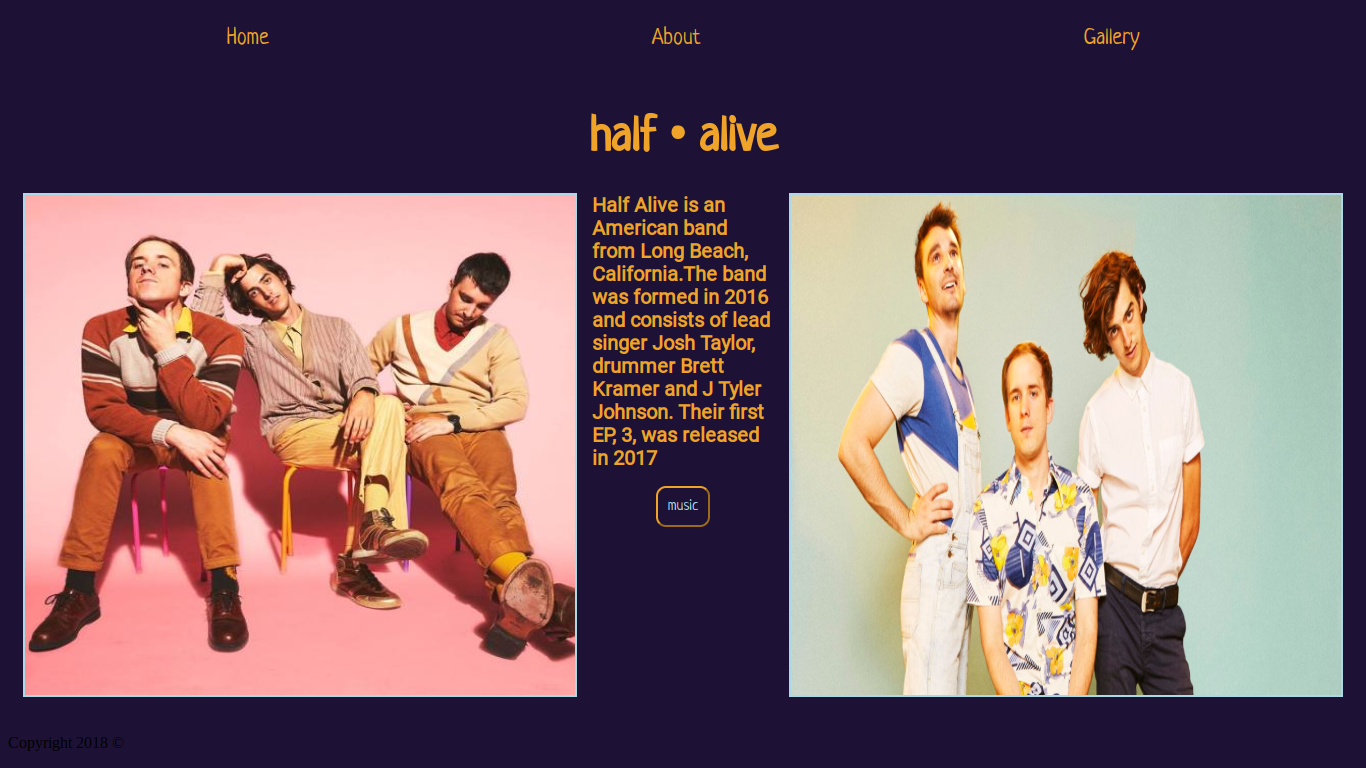 Home About Gallery
half • alive
Half Alive is an
American band
from Long Beach,
California.The band
was formed in 2016
and consists of lead
singer Josh Taylor,
drummer Brett
Kramer and J Tyler
Johnson. Their first
EP, 3, was released
in 2017
music
Copyright 2018 ©